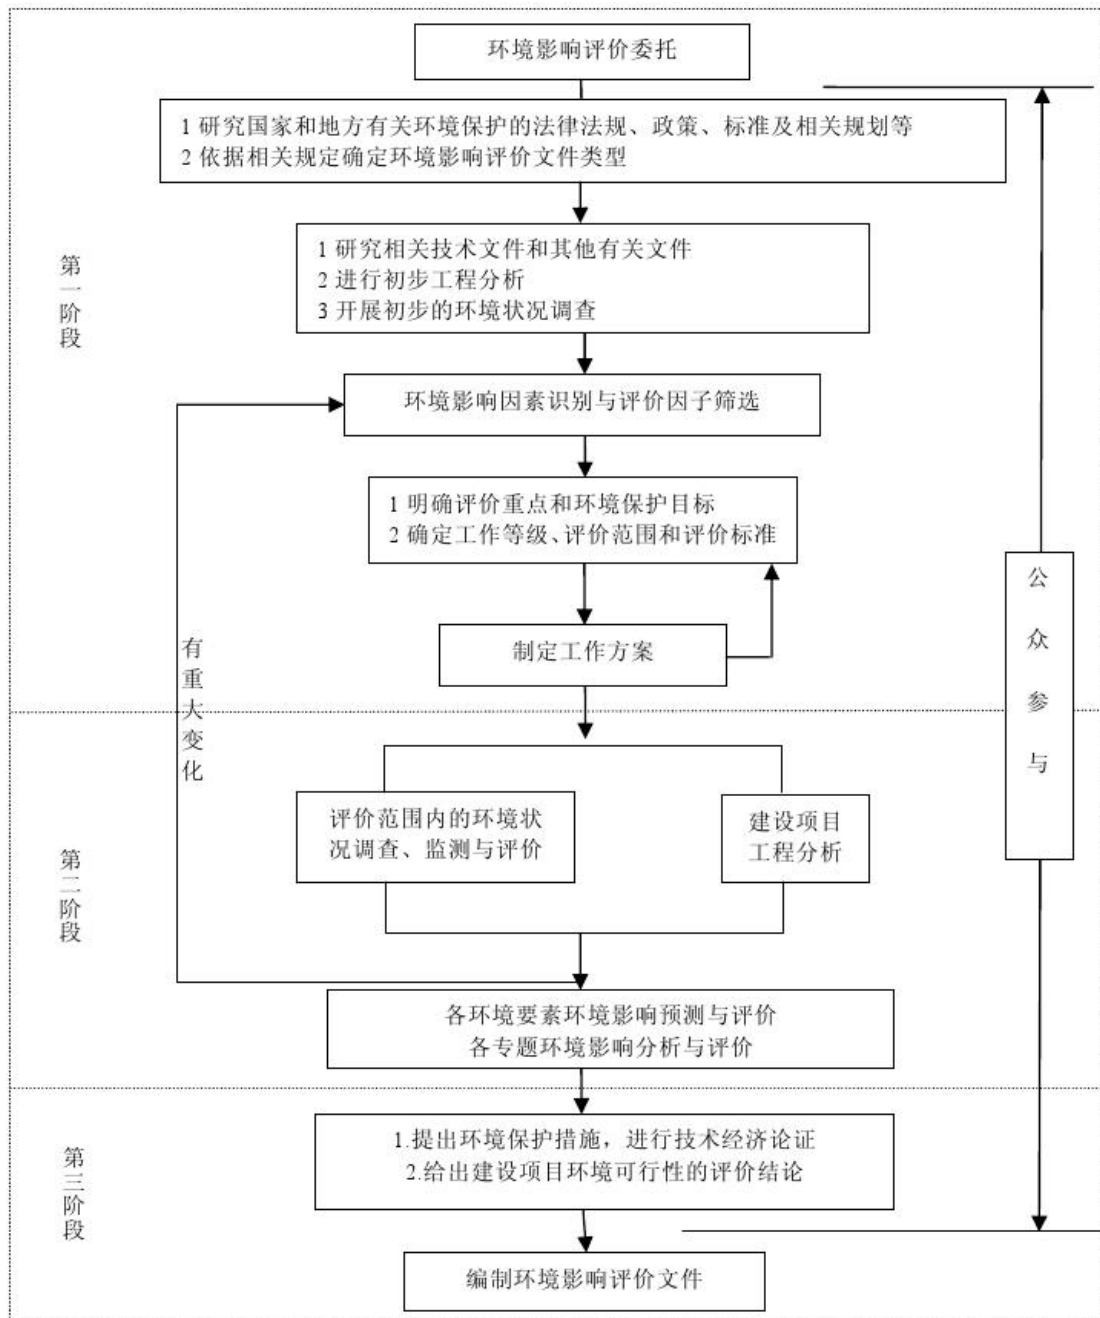 环境影响评价委托
1 研究国家和地方有关环境保护的法律法规、政策、标准及相关规划等
2 依据相关规定确定环境影响评价文件类型
1 研究相关技术文件和其他有关文件
2 进行初步工程分析
3 开展初步的环境状况调查
第一阶段
环境影响因素识别与评价因子筛选
1 明确评价重点和环境保护目标
2 确定工作等级、评价范围和评价标准
公众参与
制定工作方案
有重大变化
评价范围内的环境状
况调查、监测与评价
建设项目
工程分析
第二阶段
各环境要素环境影响预测与评价
各专题环境影响分析与评价
1.提出环境保护措施，进行技术经济论证
2.给出建设项目环境可行性的评价结论
第三阶段
编制环境影响评价文件